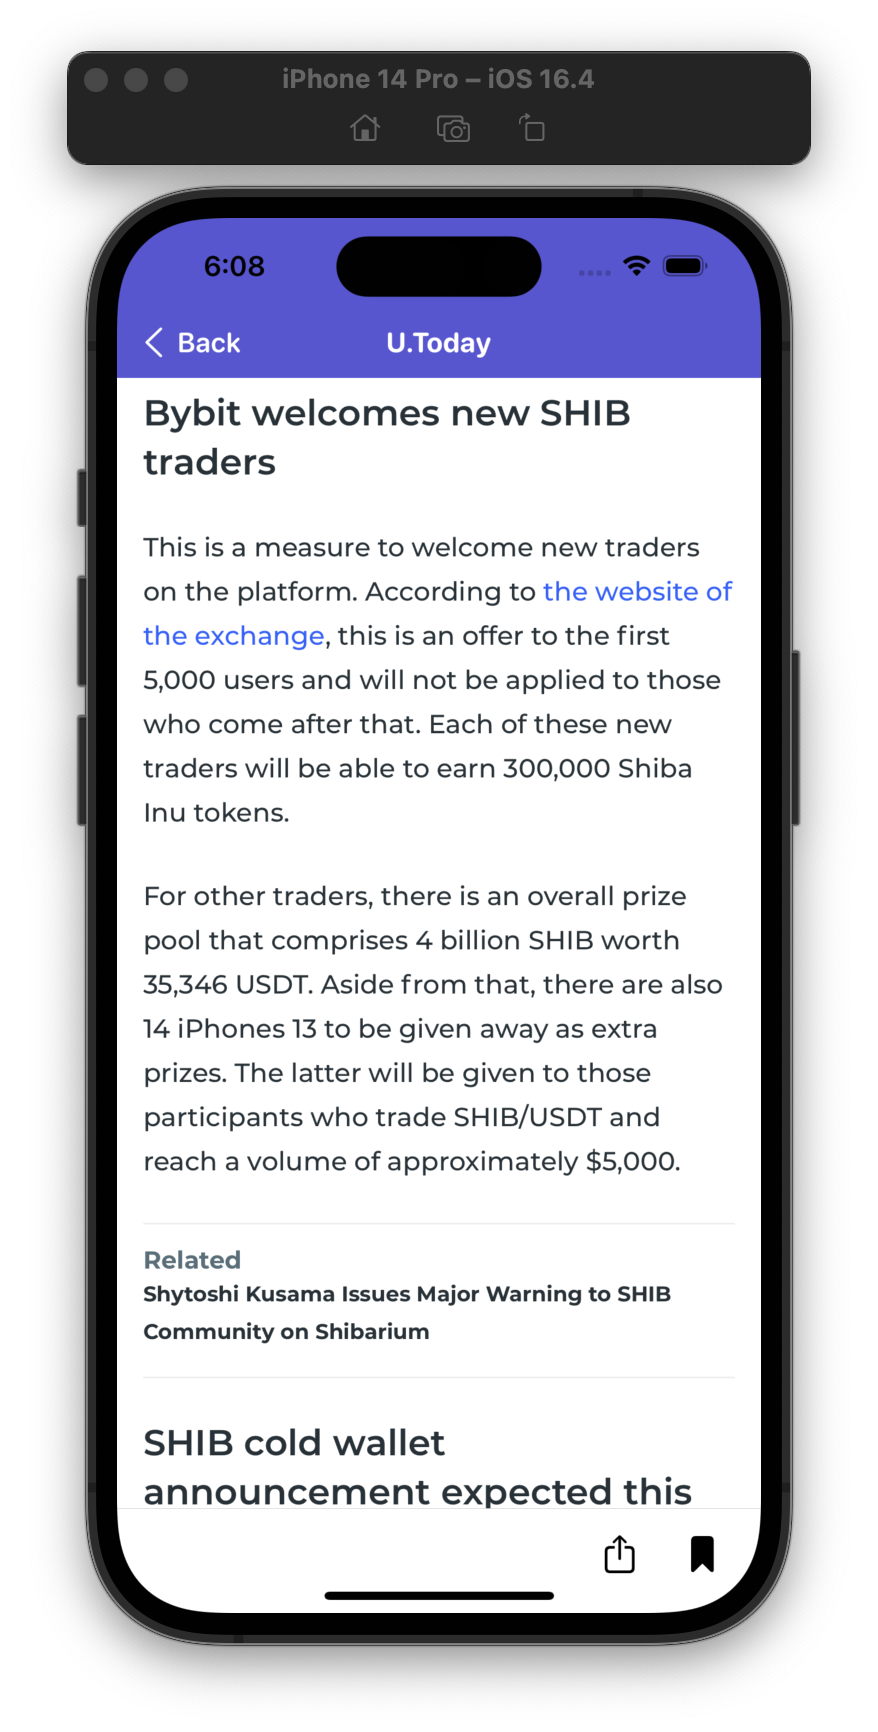 iPhone 14 Pro – iOS 16.4
6:08
Back
U.Today
Bybit welcomes new SHIB
traders
This is a measure to welcome new traders
on the platform. According to the website of
the exchange, this is an offer to the first
5,000 users and will not be applied to those
who come after that. Each of these new
traders will be able to earn 300,000 Shiba
Inu tokens.
For other traders, there is an overall prize
pool that comprises 4 billion SHIB worth
35,346 USDT. Aside from that, there are also
14 iPhones 13 to be given away as extra
prizes. The latter will be given to those
participants who trade SHIB/USDT and
reach a volume of approximately $5,000.
Related
Shytoshi Kusama Issues Major Warning to SHIB
Community on Shibarium
SHIB cold wallet
announcement expected this